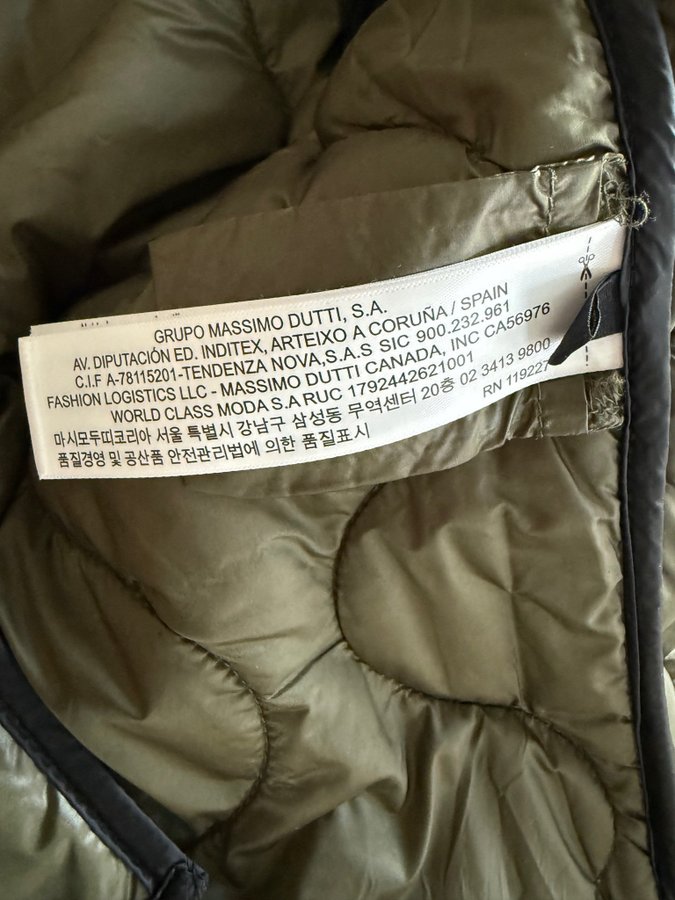 GRUPO MASSIMO DUTTI, S.A.
AV. DIPUTACIÓN ED. INDITEX, ARTEIXO A CORUÑA / SPAIN
C.I.F A-78115201-TENDENZA NOVA,S.A.S SIC 900.232.961
FASHION LOGISTICS LLC - MASSIMO DUTTI CANADA, INC CA56976
WORLD CLASS MODA S.A RUC 1792442621001
마시모두띠코리아 서울 특별시 강남구 삼성동 무역센터 20층 02 3413 9800
품질경영 및 공산품 안전관리법에 의한 품질표시
RN 119227